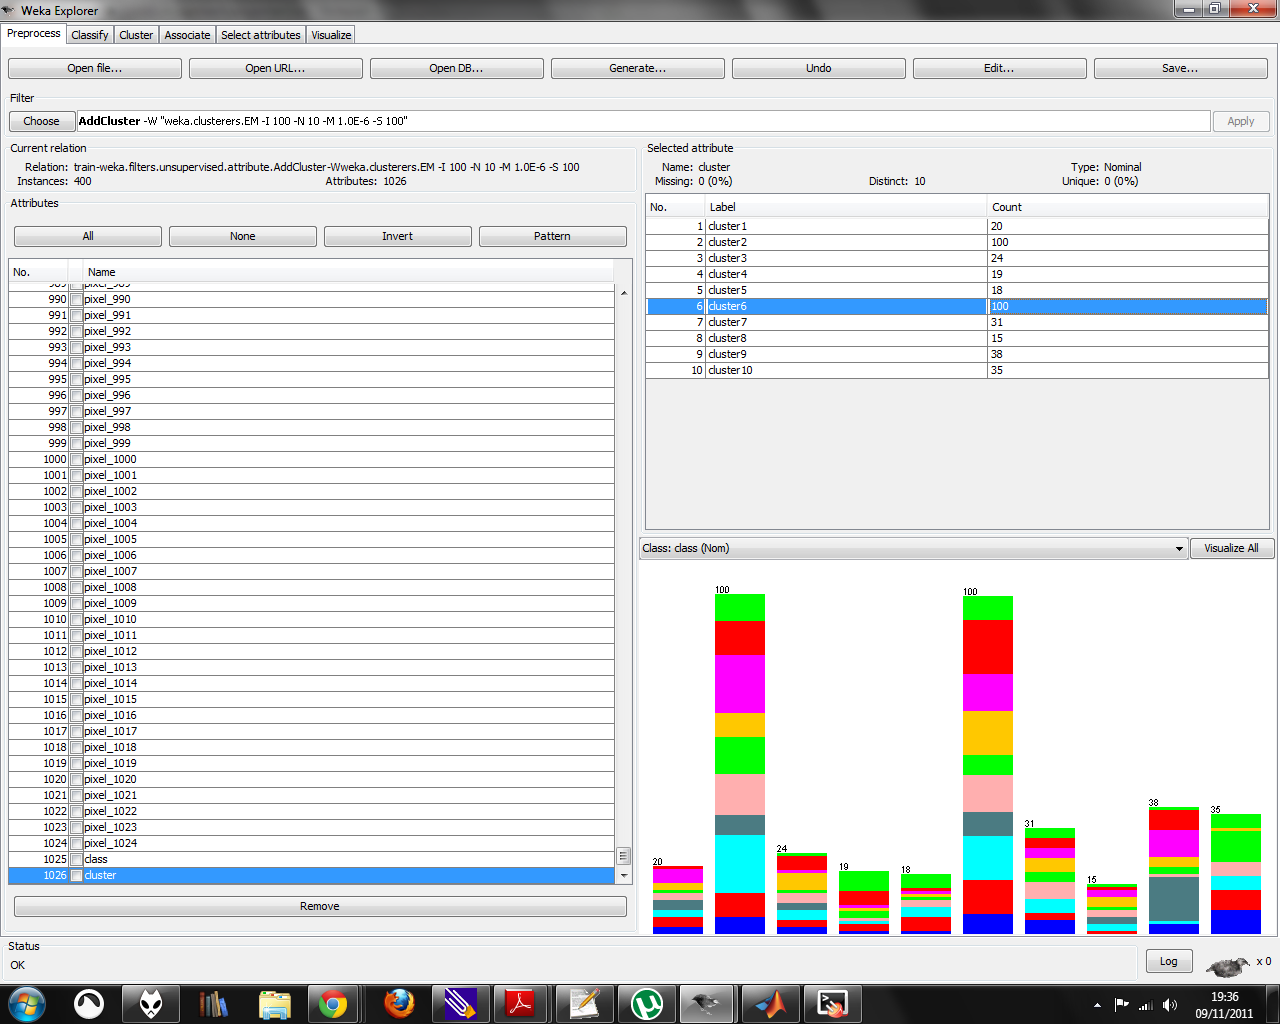 Weka Explorer
Preprocess Classify Cluster Associate Select attributes Visualize
Open file... Open URL... Open DB... Generate... Undo Edit... Save...
Filter
Choose AddCluster -W "weka.clusterers.EM -I 100 -N 10 -M 1.0E-6 -S 100" Apply
Current relation
Relation: train-weka.filters.unsupervised.attribute.AddCluster-Wweka.clusterers.EM -I 100 -N 10 -M 1.0E-6 -S 100
Instances: 400 Attributes: 1026
Attributes
All None Invert Pattern
No. Name
989 pixel_989
990 pixel_990
991 pixel_991
992 pixel_992
993 pixel_993
994 pixel_994
995 pixel_995
996 pixel_996
997 pixel_997
998 pixel_998
999 pixel_999
1000 pixel_1000
1001 pixel_1001
1002 pixel_1002
1003 pixel_1003
1004 pixel_1004
1005 pixel_1005
1006 pixel_1006
1007 pixel_1007
1008 pixel_1008
1009 pixel_1009
1010 pixel_1010
1011 pixel_1011
1012 pixel_1012
1013 pixel_1013
1014 pixel_1014
1015 pixel_1015
1016 pixel_1016
1017 pixel_1017
1018 pixel_1018
1019 pixel_1019
1020 pixel_1020
1021 pixel_1021
1022 pixel_1022
1023 pixel_1023
1024 pixel_1024
1025 class
1026 cluster
Remove
Selected attribute
Name: cluster Type: Nominal
Missing: 0 (0%) Distinct: 10 Unique: 0 (0%)
No. Label Count
1 cluster1 20
2 cluster2 100
3 cluster3 24
4 cluster4 19
5 cluster5 18
6 cluster6 100
7 cluster7 31
8 cluster8 15
9 cluster9 38
10 cluster10 35
Class: class (Nom) Visualize All
20 100 24 19 18 100 31 15 38 35
Status
OK
Log x 0
19:36
09/11/2011